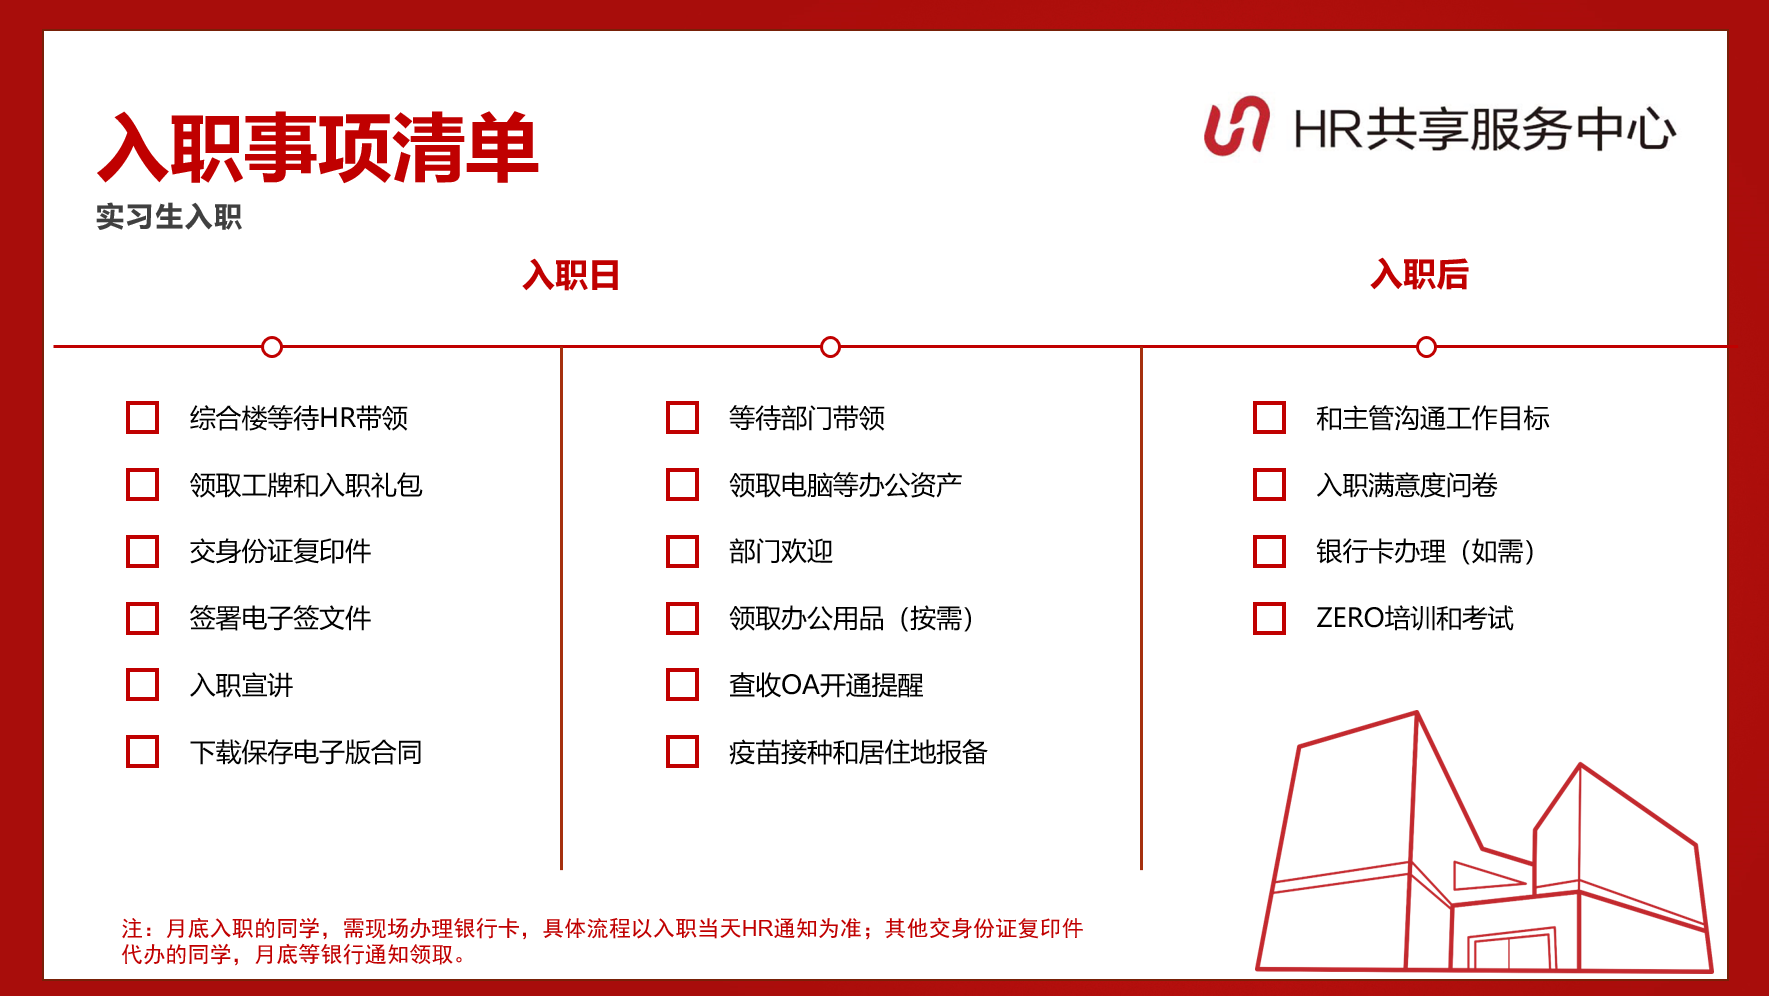 入职事项清单
HR共享服务中心
实习生入职
入职日
入职后
综合楼等待HR带领
领取工牌和入职礼包
交身份证复印件
签署电子签文件
入职宣讲
下载保存电子版合同
等待部门带领
领取电脑等办公资产
部门欢迎
领取办公用品（按需）
查收OA开通提醒
疫苗接种和居住地报备
和主管沟通工作目标
入职满意度问卷
银行卡办理（如需）
ZERO培训和考试
注：月底入职的同学，需现场办理银行卡，具体流程以入职当天HR通知为准；其他交身份证复印件
代办的同学，月底等银行通知领取。